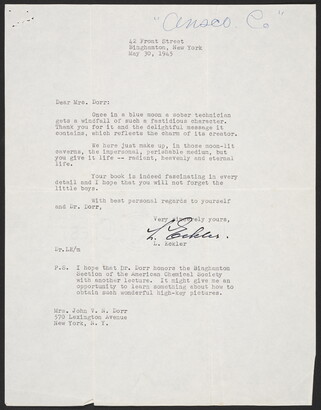 "Ansco Co"
42 Front Street
Binghamton, New York
May 30, 1945
Dear Mrs. Dorr:
Once in a blue moon a sober technician
gets a windfall of such a fastidious character.
Thank you for it and the delightful message it
contains, which reflects the charm of its creator.
We here just make up, in those moon-lit
caverns, the impersonal, perishable medium, but
you give it life -- radiant, heavenly and eternal
life.
Your book is indeed fascinating in every
detail and I hope that you will not forget the
little boys.
With best personal regards to yourself
and Dr. Dorr,
Very sincerely yours,
L. Eckler.
L. Eckler
Dr.LE/n
P.S. I hope that Dr. Dorr honors the Binghamton
Section of the American Chemical Society
with another lecture. It might give me an
opportunity to learn something about how to
obtain such wonderful high-key pictures.
Mrs. John V. N. Dorr
570 Lexington Avenue
New York, N. Y.